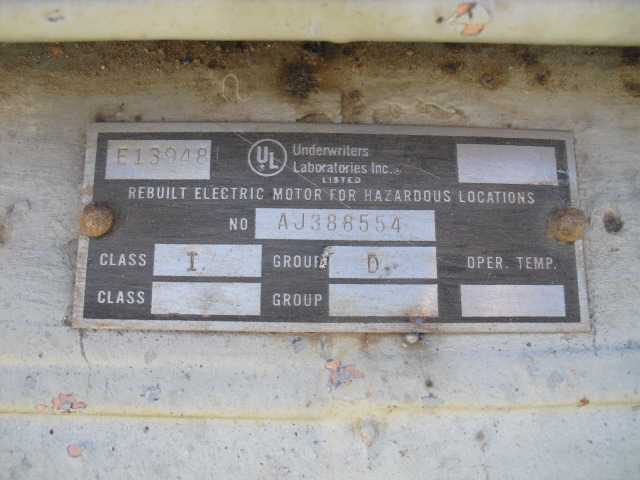 E13948 UL Underwriters
Laboratories Inc.®
LISTED
REBUILT ELECTRIC MOTOR FOR HAZARDOUS LOCATIONS
NO AJ388554
CLASS I GROUP D OPER. TEMP.
CLASS GROUP